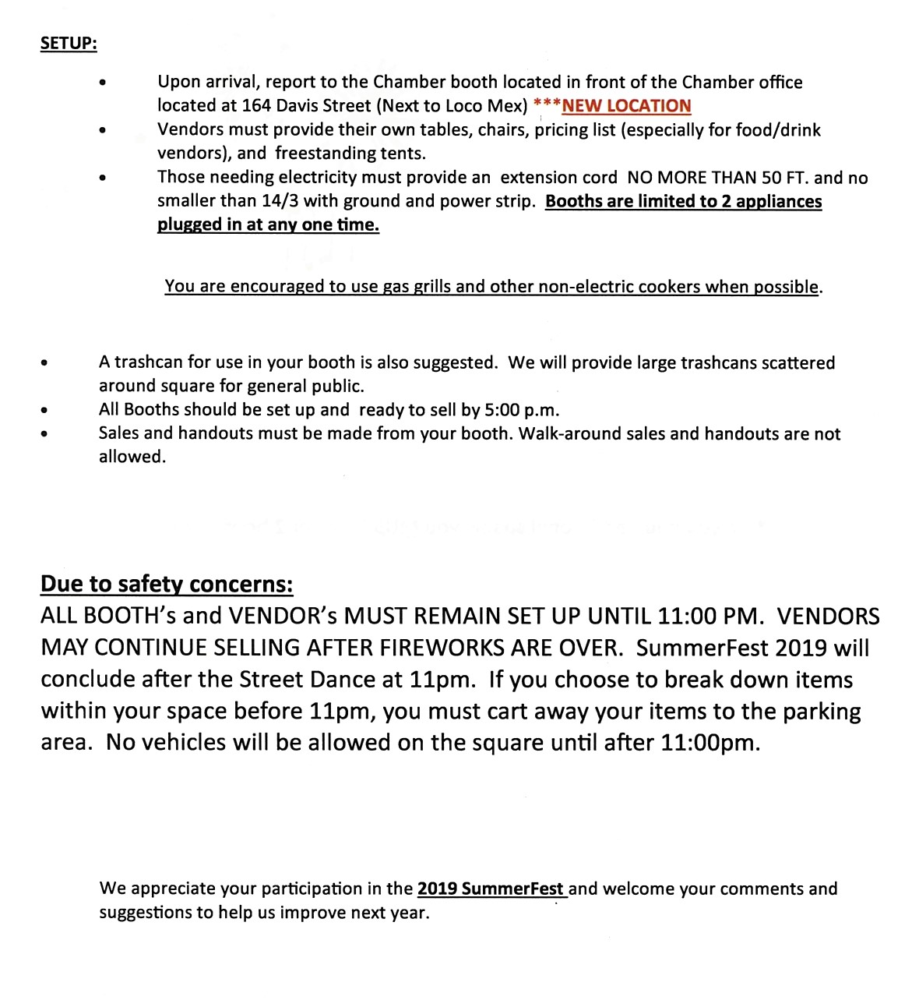 SETUP:
• Upon arrival, report to the Chamber booth located in front of the Chamber office
located at 164 Davis Street (Next to Loco Mex) ***NEW LOCATION
• Vendors must provide their own tables, chairs, pricing list (especially for food/drink
vendors), and  freestanding tents.
• Those needing electricity must provide an  extension cord  NO MORE THAN 50 FT. and no
smaller than 14/3 with ground and power strip.  Booths are limited to 2 appliances
plugged in at any one time.
You are encouraged to use gas grills and other non-electric cookers when possible.
• A trashcan for use in your booth is also suggested.  We will provide large trashcans scattered
around square for general public.
• All Booths should be set up and  ready to sell by 5:00 p.m.
• Sales and handouts must be made from your booth. Walk-around sales and handouts are not
allowed.
Due to safety concerns:
ALL BOOTH’s and VENDOR’s MUST REMAIN SET UP UNTIL 11:00 PM.  VENDORS
MAY CONTINUE SELLING AFTER FIREWORKS ARE OVER.  SummerFest 2019 will
conclude after the Street Dance at 11pm.  If you choose to break down items
within your space before 11pm, you must cart away your items to the parking
area.  No vehicles will be allowed on the square until after 11:00pm.
We appreciate your participation in the 2019 SummerFest and welcome your comments and
suggestions to help us improve next year.